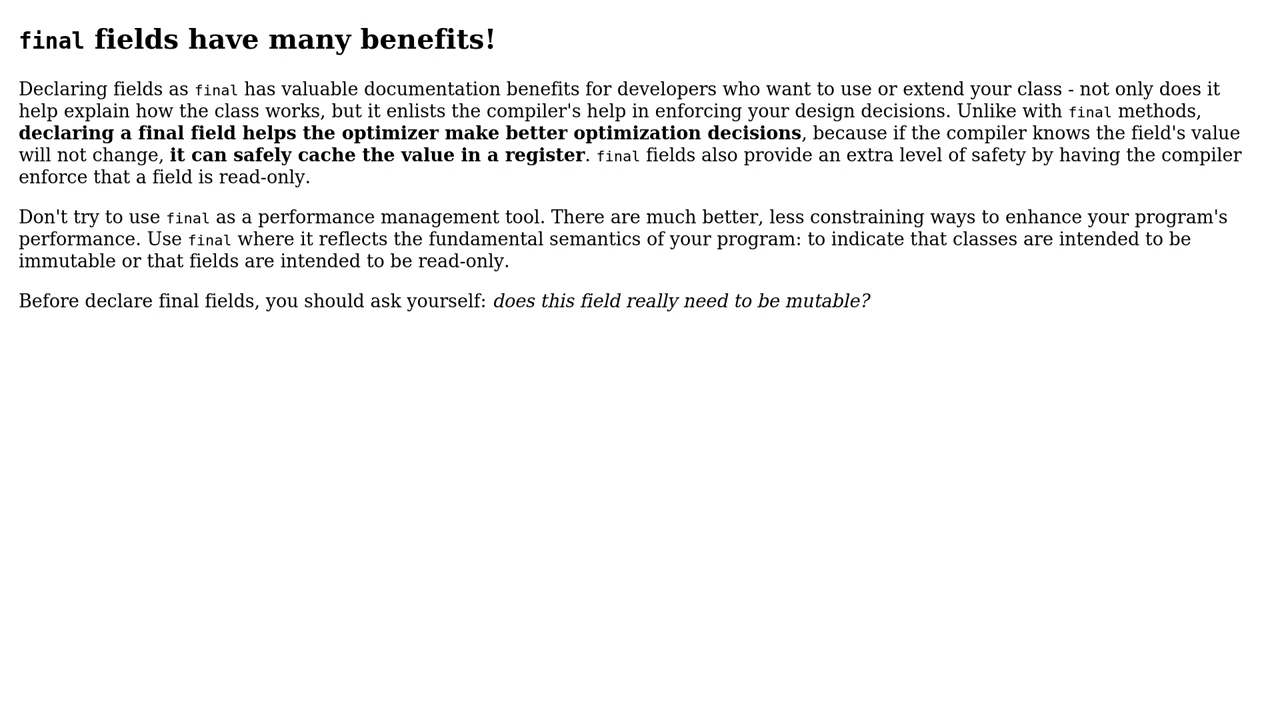 final fields have many benefits!
Declaring fields as final has valuable documentation benefits for developers who want to use or extend your class - not only does it
help explain how the class works, but it enlists the compiler's help in enforcing your design decisions. Unlike with final methods,
declaring a final field helps the optimizer make better optimization decisions, because if the compiler knows the field's value
will not change, it can safely cache the value in a register. final fields also provide an extra level of safety by having the compiler
enforce that a field is read-only.
Don't try to use final as a performance management tool. There are much better, less constraining ways to enhance your program's
performance. Use final where it reflects the fundamental semantics of your program: to indicate that classes are intended to be
immutable or that fields are intended to be read-only.
Before declare final fields, you should ask yourself: does this field really need to be mutable?